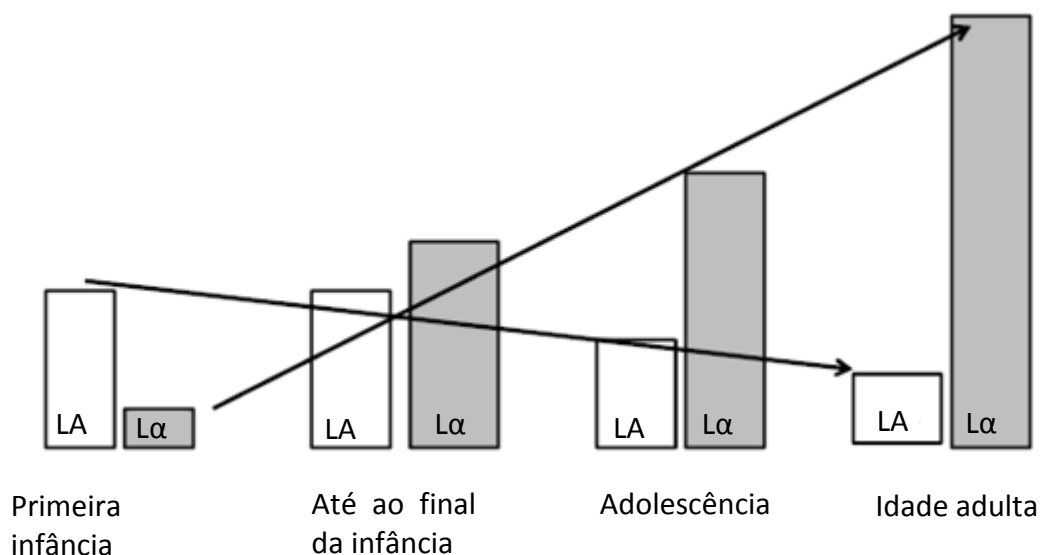 LA
Lα
LA
Lα
LA
Lα
LA
Lα
Primeira
infância
Até ao final
da infância
Adolescência
Idade adulta